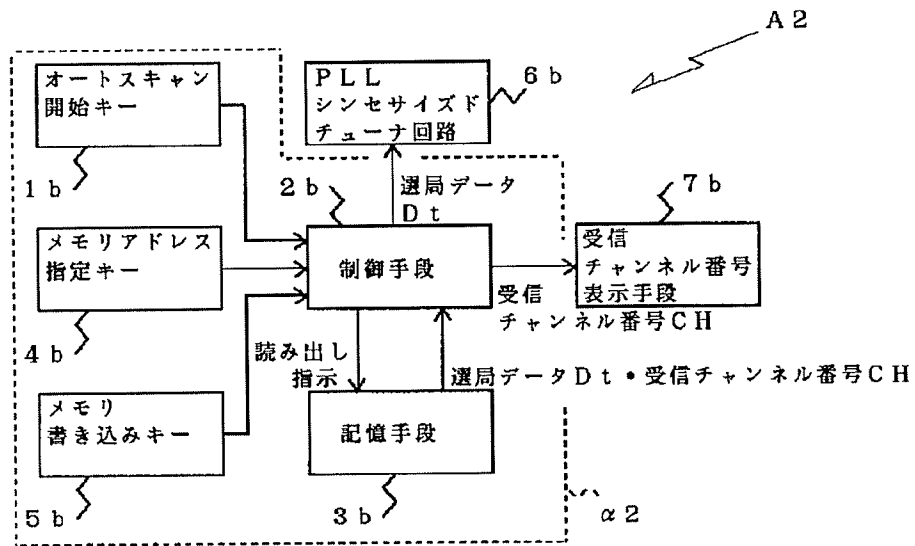 A2
オートスキャン
開始キー
1b
PLL
シンセサイズド
チューナ回路
6b
選局データ
Dt
2b
7b
メモリアドレス
指定キー
4b
制御手段
受信
チャンネル番号
表示手段
受信
チャンネル番号CH
読み出し
指示
選局データDt・受信チャンネル番号CH
メモリ
書き込みキー
5b
記憶手段
3b
α2